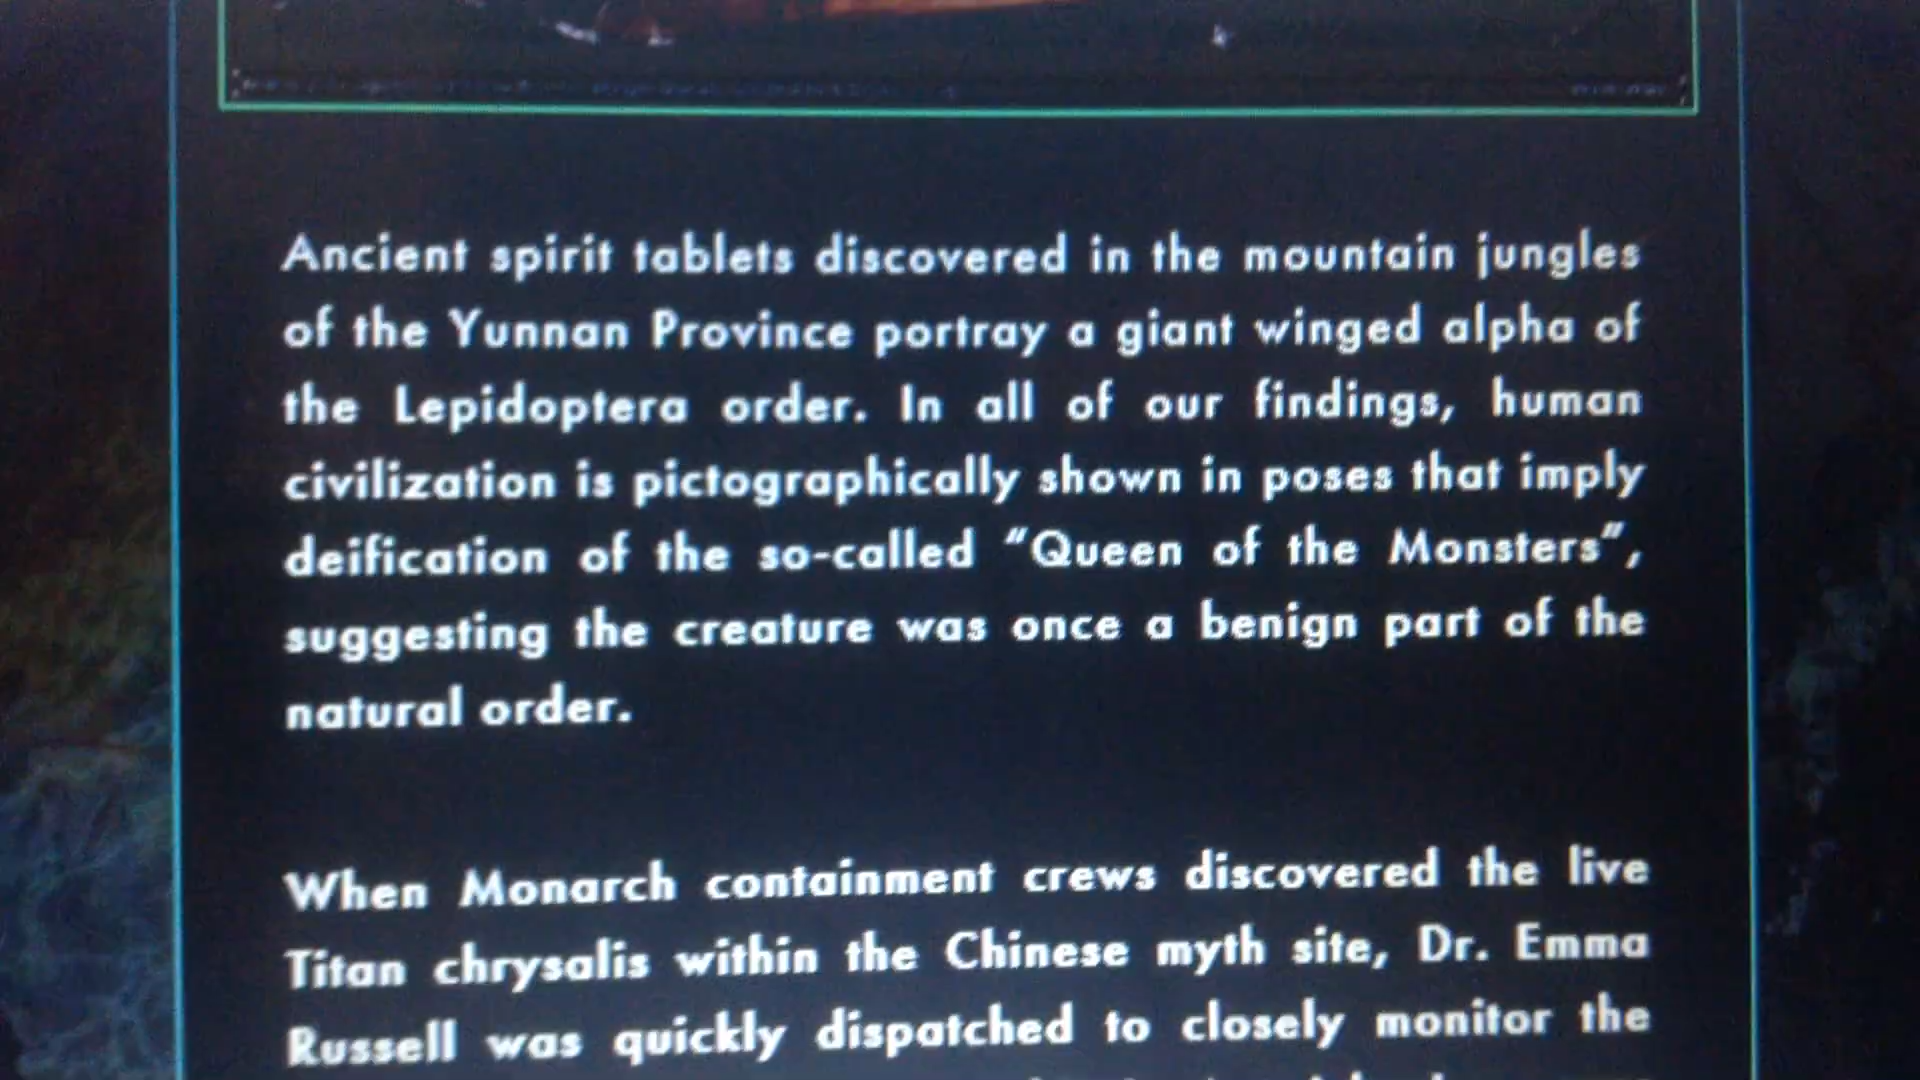 Ancient spirit tablets discovered in the mountain jungles
of the Yunnan Province portray a giant winged alpha of
the Lepidoptera order. In all of our findings, human
civilization is pictographically shown in poses that imply
deification of the so-called "Queen of the Monsters",
suggesting the creature was once a benign part of the
natural order.
When Monarch containment crews discovered the live
Titan chrysalis within the Chinese myth site, Dr. Emma
Russell was quickly dispatched to closely monitor the